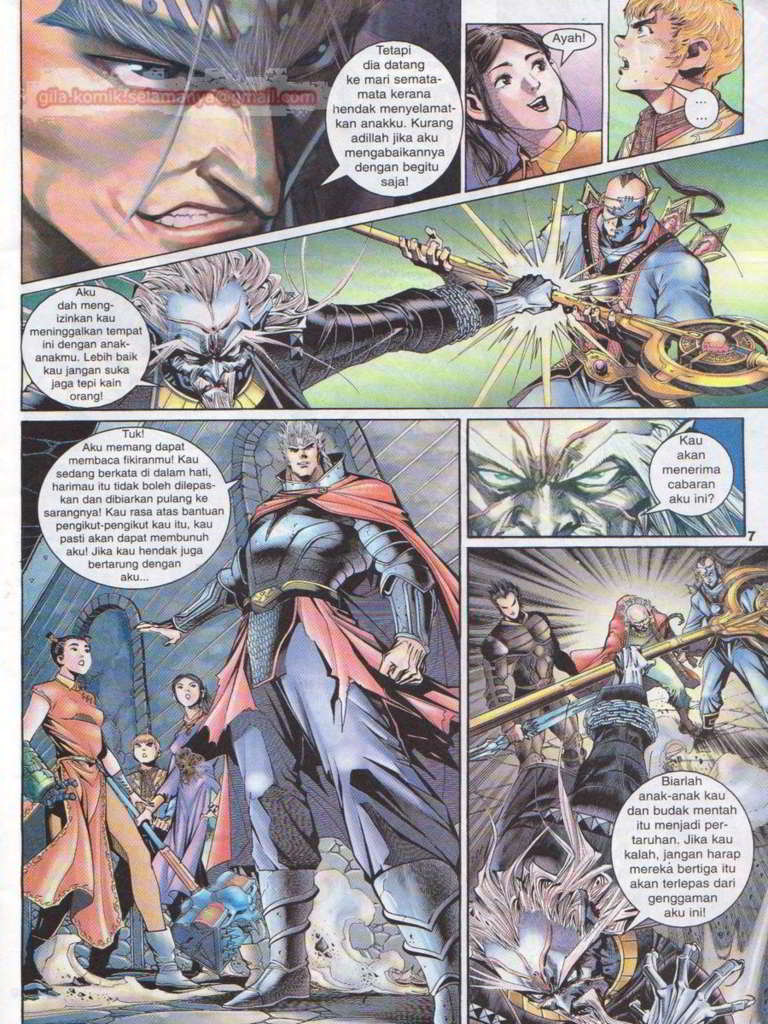 Tetapi
dia datang
ke mari semata-
mata kerana
hendak menyelamat-
kan anakku. Kurang
adillah jika aku
mengabaikannya
dengan begitu
saja!
gila.komik.selamanya@gmail.com
Ayah!
...
...
Aku
dah meng-
izinkan kau
meninggalkan tempat
ini dengan anak-
anakmu. Lebih baik
kau jangan suka
jaga tepi kain
orang!
Tuk!
Aku memang dapat
membaca fikiranmu! Kau
sedang berkata di dalam hati,
harimau itu tidak boleh dilepas-
kan dan dibiarkan pulang ke
sarangnya! Kau rasa atas bantuan
pengikut-pengikut kau itu, kau
pasti akan dapat membunuh
aku! Jika kau hendak juga
bertarung dengan
aku...
Kau
akan
menerima
cabaran
aku ini?
7
Biarlah
anak-anak kau
dan budak mentah
itu menjadi per-
taruhan. Jika kau
kalah, jangan harap
mereka bertiga itu
akan terlepas dari
genggaman
aku ini!